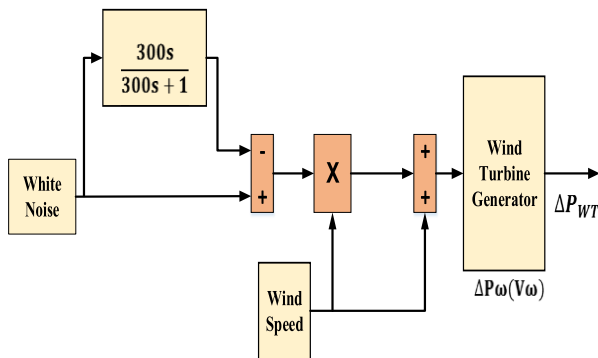 300s
300s + 1
White
Noise
-
+
X
+
+
Wind
Speed
Wind
Turbine
Generator
ΔPω(Vω)
ΔP_WT